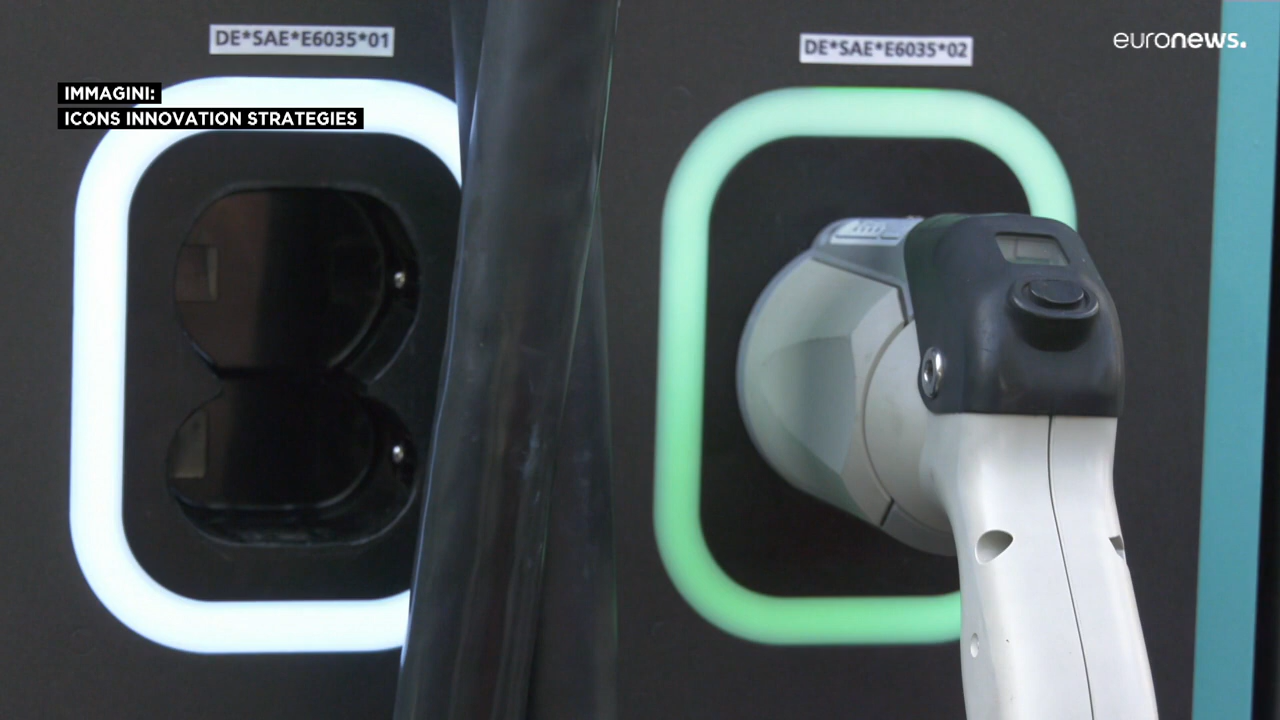 DE*SAE*E6035*01
DE*SAE*E6035*02
euronews.
IMMAGINI:
ICONS INNOVATION STRATEGIES